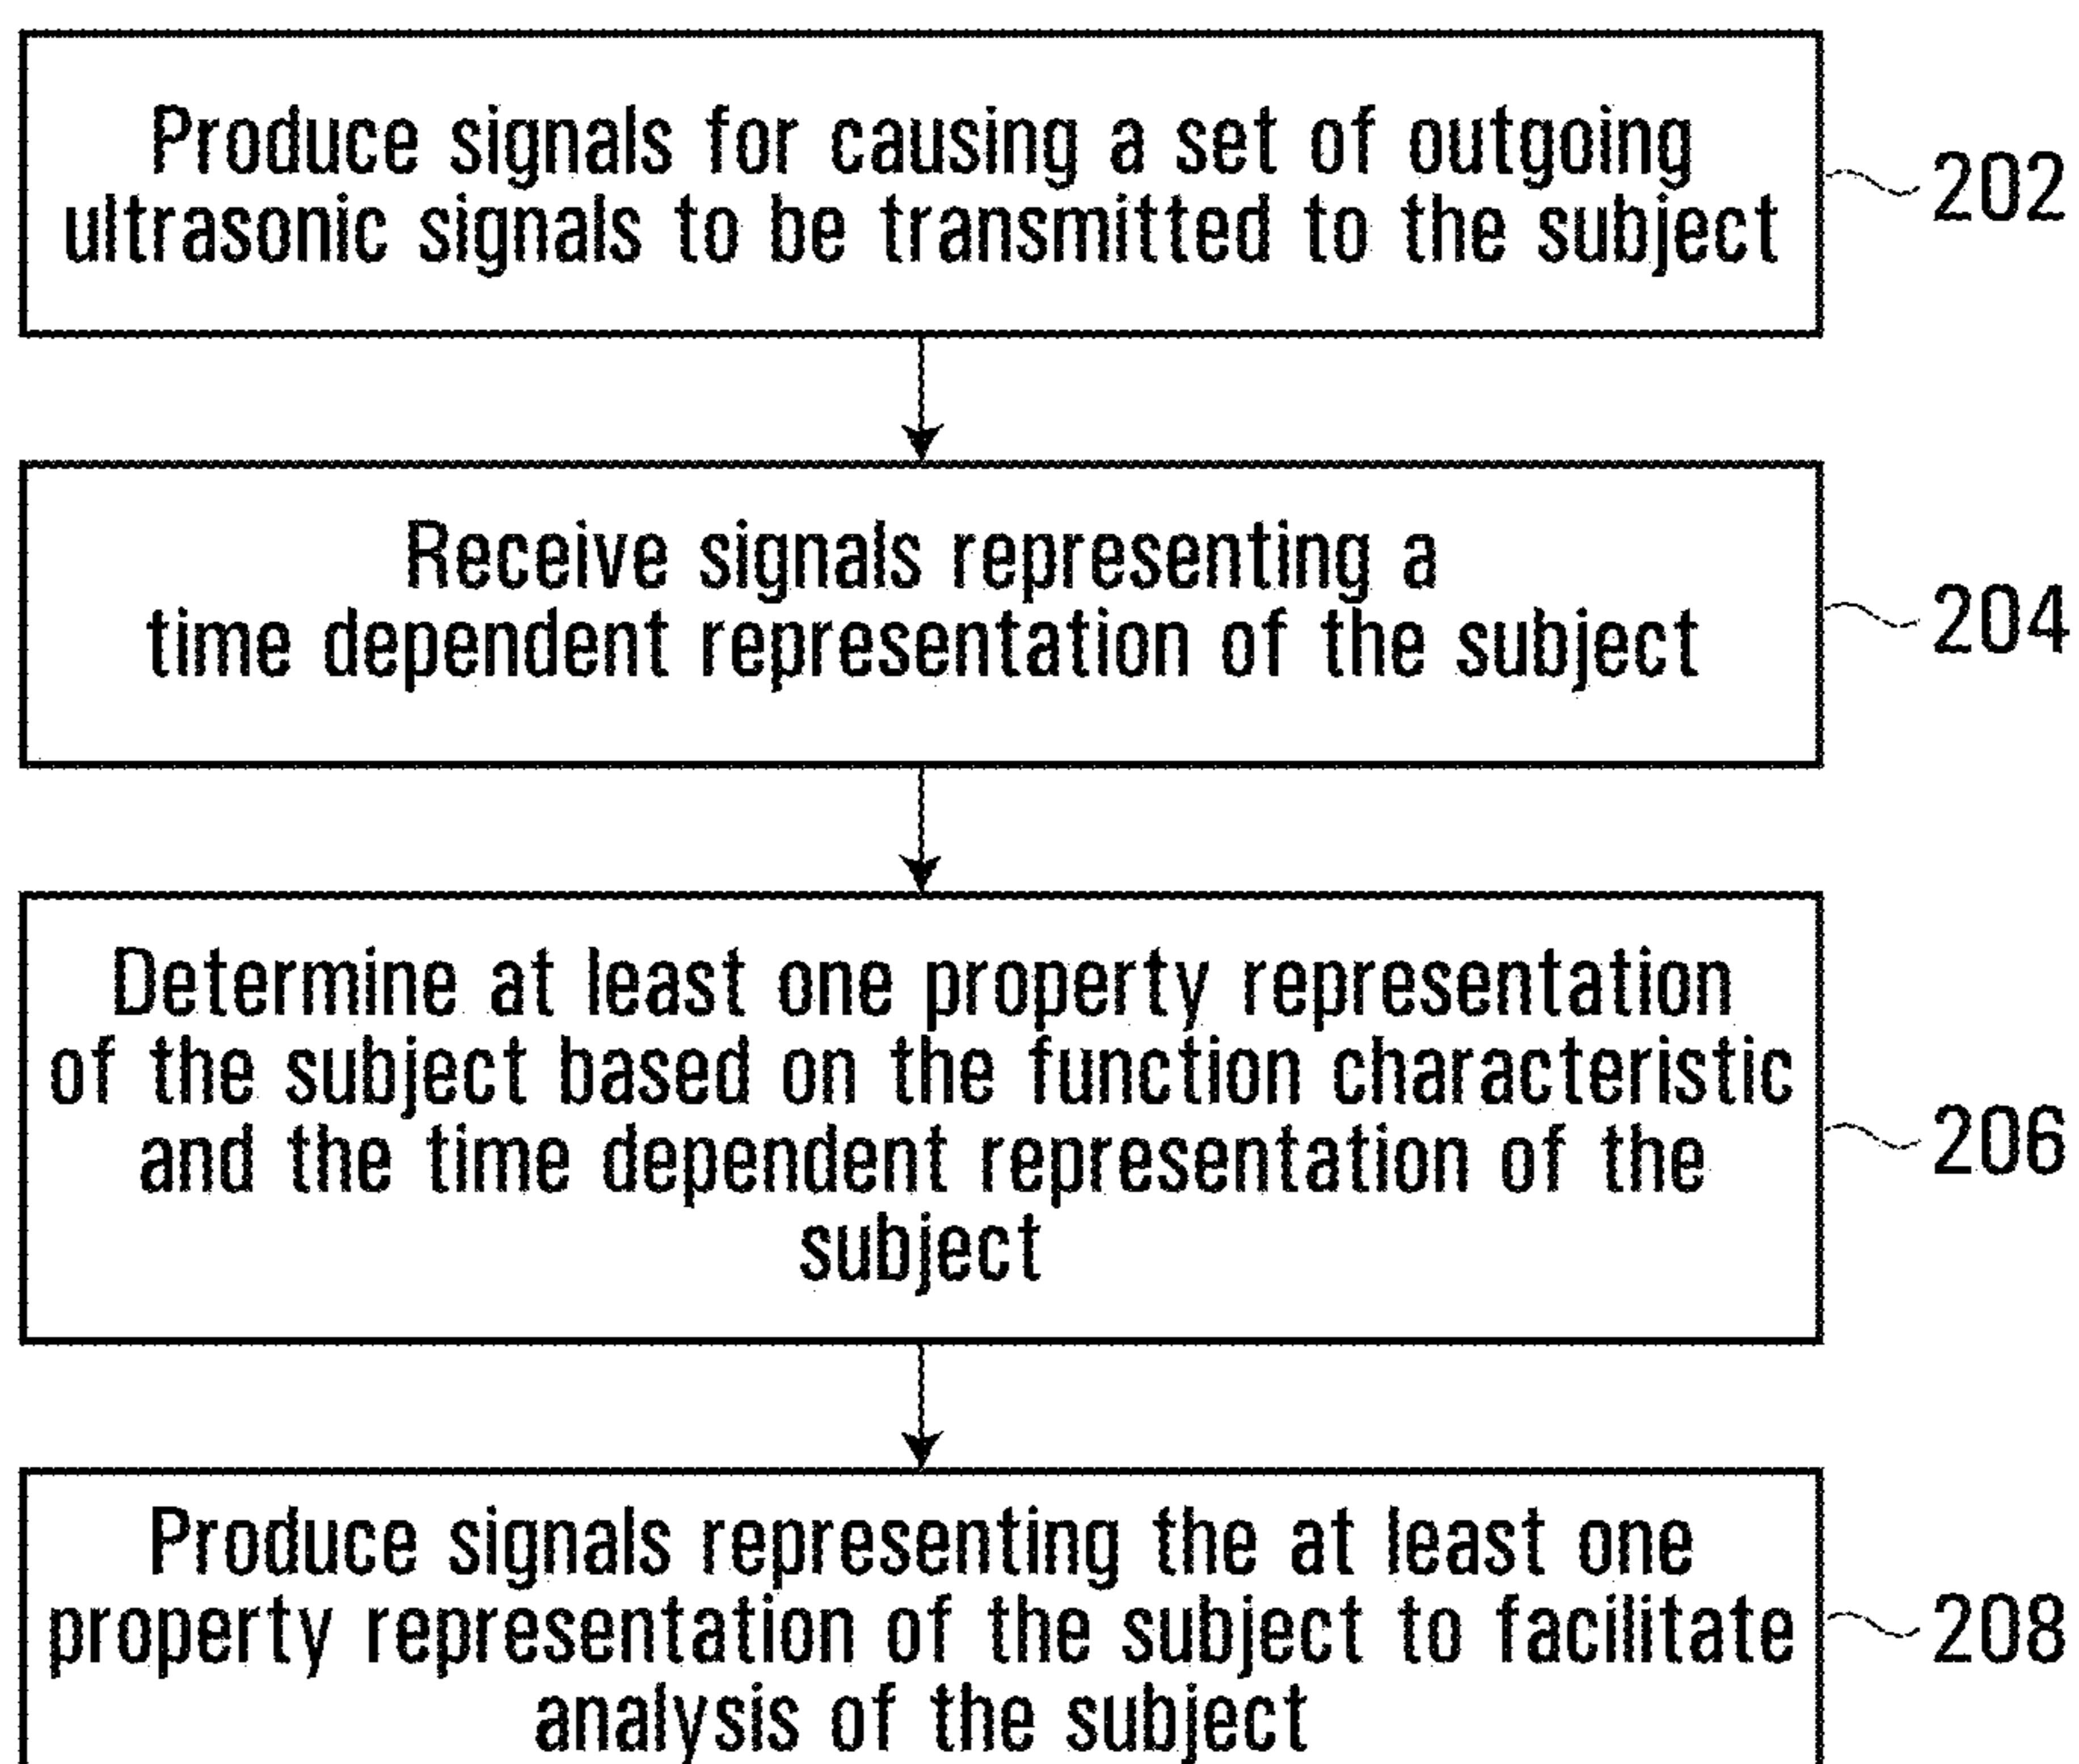 Produce signals for causing a set of outgoing
ultrasonic signals to be transmitted to the subject
202
Receive signals representing a
time dependent representation of the subject
204
Determine at least one property representation
of the subject based on the function characteristic
and the time dependent representation of the
subject
206
Produce signals representing the at least one
property representation of the subject to facilitate
analysis of the subject
208